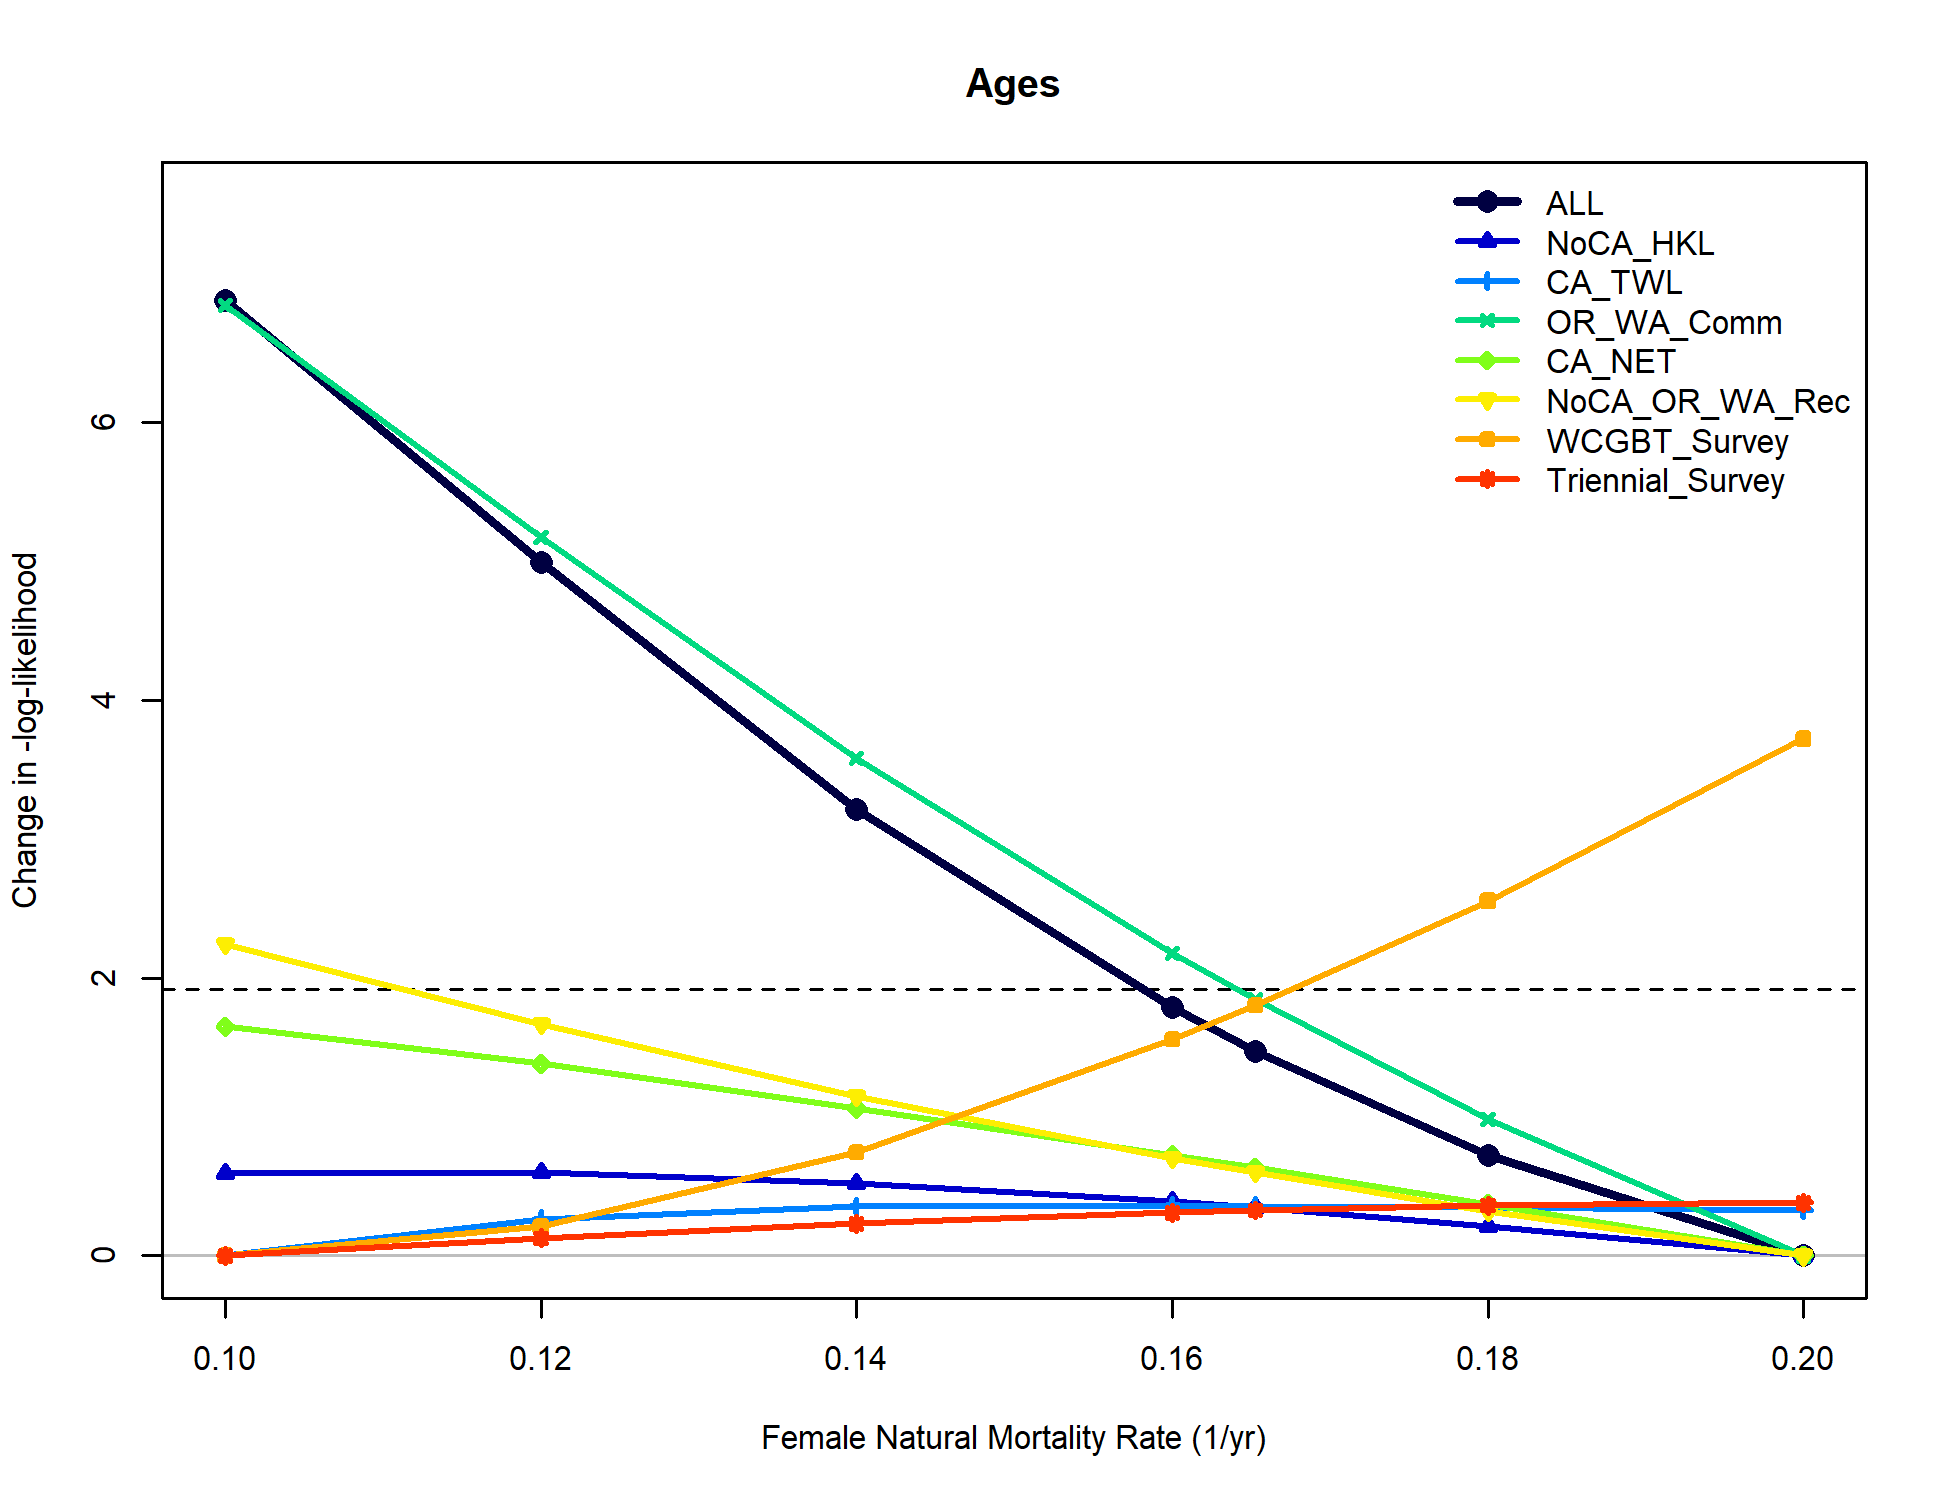 Ages
Change in -log-likelihood
6
4
2
0
ALL
NoCA_HKL
CA_TWL
OR_WA_Comm
CA_NET
NoCA_OR_WA_Rec
WCGBT_Survey
Triennial_Survey
0.10 0.12 0.14 0.16 0.18 0.20
Female Natural Mortality Rate (1/yr)